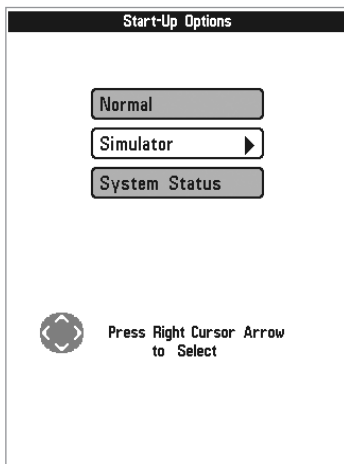 Start-Up Options
Normal
Simulator
System Status
Press Right Cursor Arrow
to Select